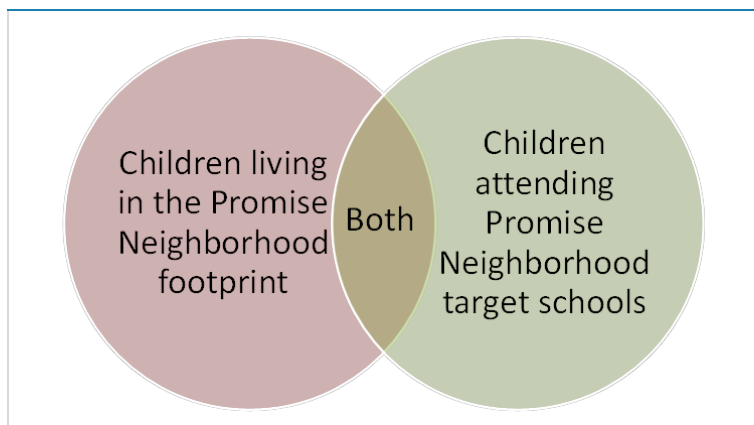 Children living
in the Promise
Neighborhood
footprint
Both
Children
attending
Promise
Neighborhood
target schools